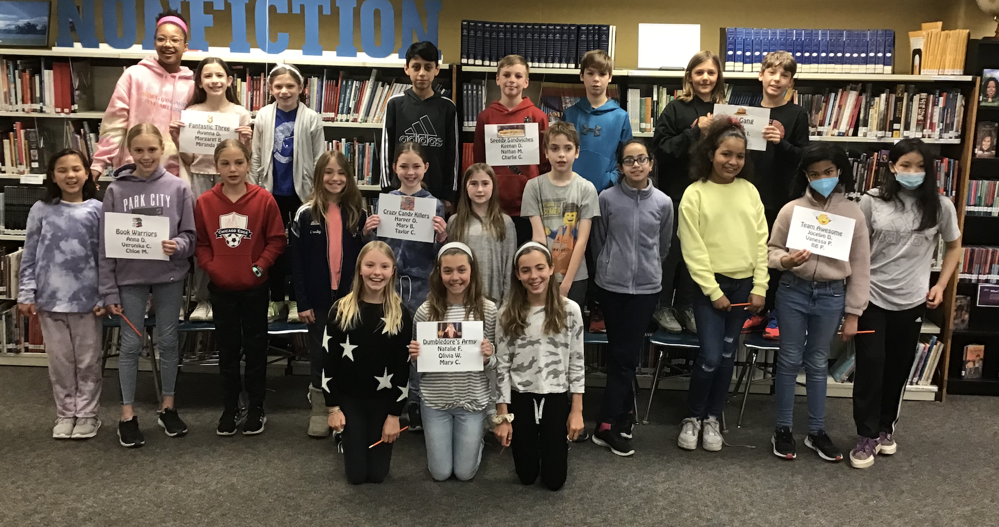 NONFICTION
Fantastic Three
Ayanna D.
Margaret B.
Miranda
Speedy Sandwiches
Keenan D.
Nathan M.
Charlie G.
Gang
I.
adidas
PARK CITY
Book Warriors
Anna D.
Veronika C.
Chloe M.
CHICAGO EDGE
Crazy Candy Killers
Harper O.
Mary B.
Taylor C.
Team Awesome
Jocelyn D.
Vanessa P.
BB P.
Dumbledore's Army
Natalie F.
Olivia W.
Mary C.